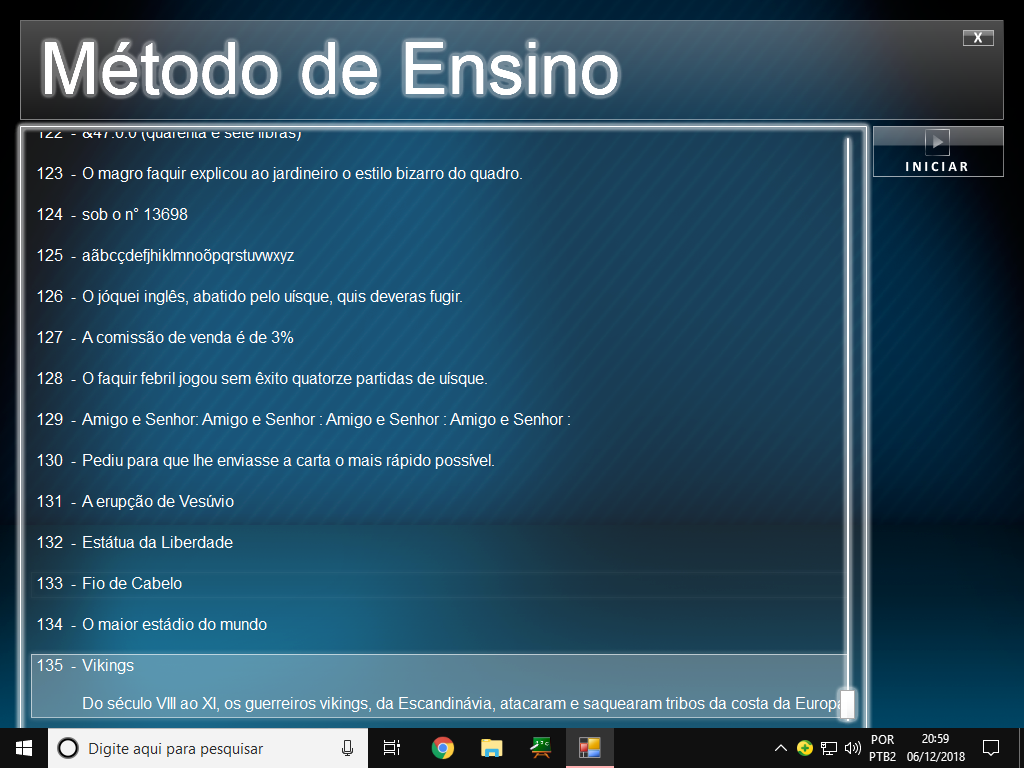 Método de Ensino
X
INICIAR
122 - &47.0.0 (quarenta e sete libras)
123 - O magro faquir explicou ao jardineiro o estilo bizarro do quadro.
124 - sob o n° 13698
125 - aãbcçdefjhiklmnoõpqrstuvwxyz
126 - O jóquei inglês, abatido pelo uísque, quis deveras fugir.
127 - A comissão de venda é de 3%
128 - O faquir febril jogou sem êxito quatorze partidas de uísque.
129 - Amigo e Senhor: Amigo e Senhor : Amigo e Senhor : Amigo e Senhor :
130 - Pediu para que lhe enviasse a carta o mais rápido possível.
131 - A erupção de Vesúvio
132 - Estátua da Liberdade
133 - Fio de Cabelo
134 - O maior estádio do mundo
135 - Vikings
Do século VIII ao XI, os guerreiros vikings, da Escandinávia, atacaram e saquearam tribos da costa da Europa
Digite aqui para pesquisar
POR
PTB2
20:59
06/12/2018